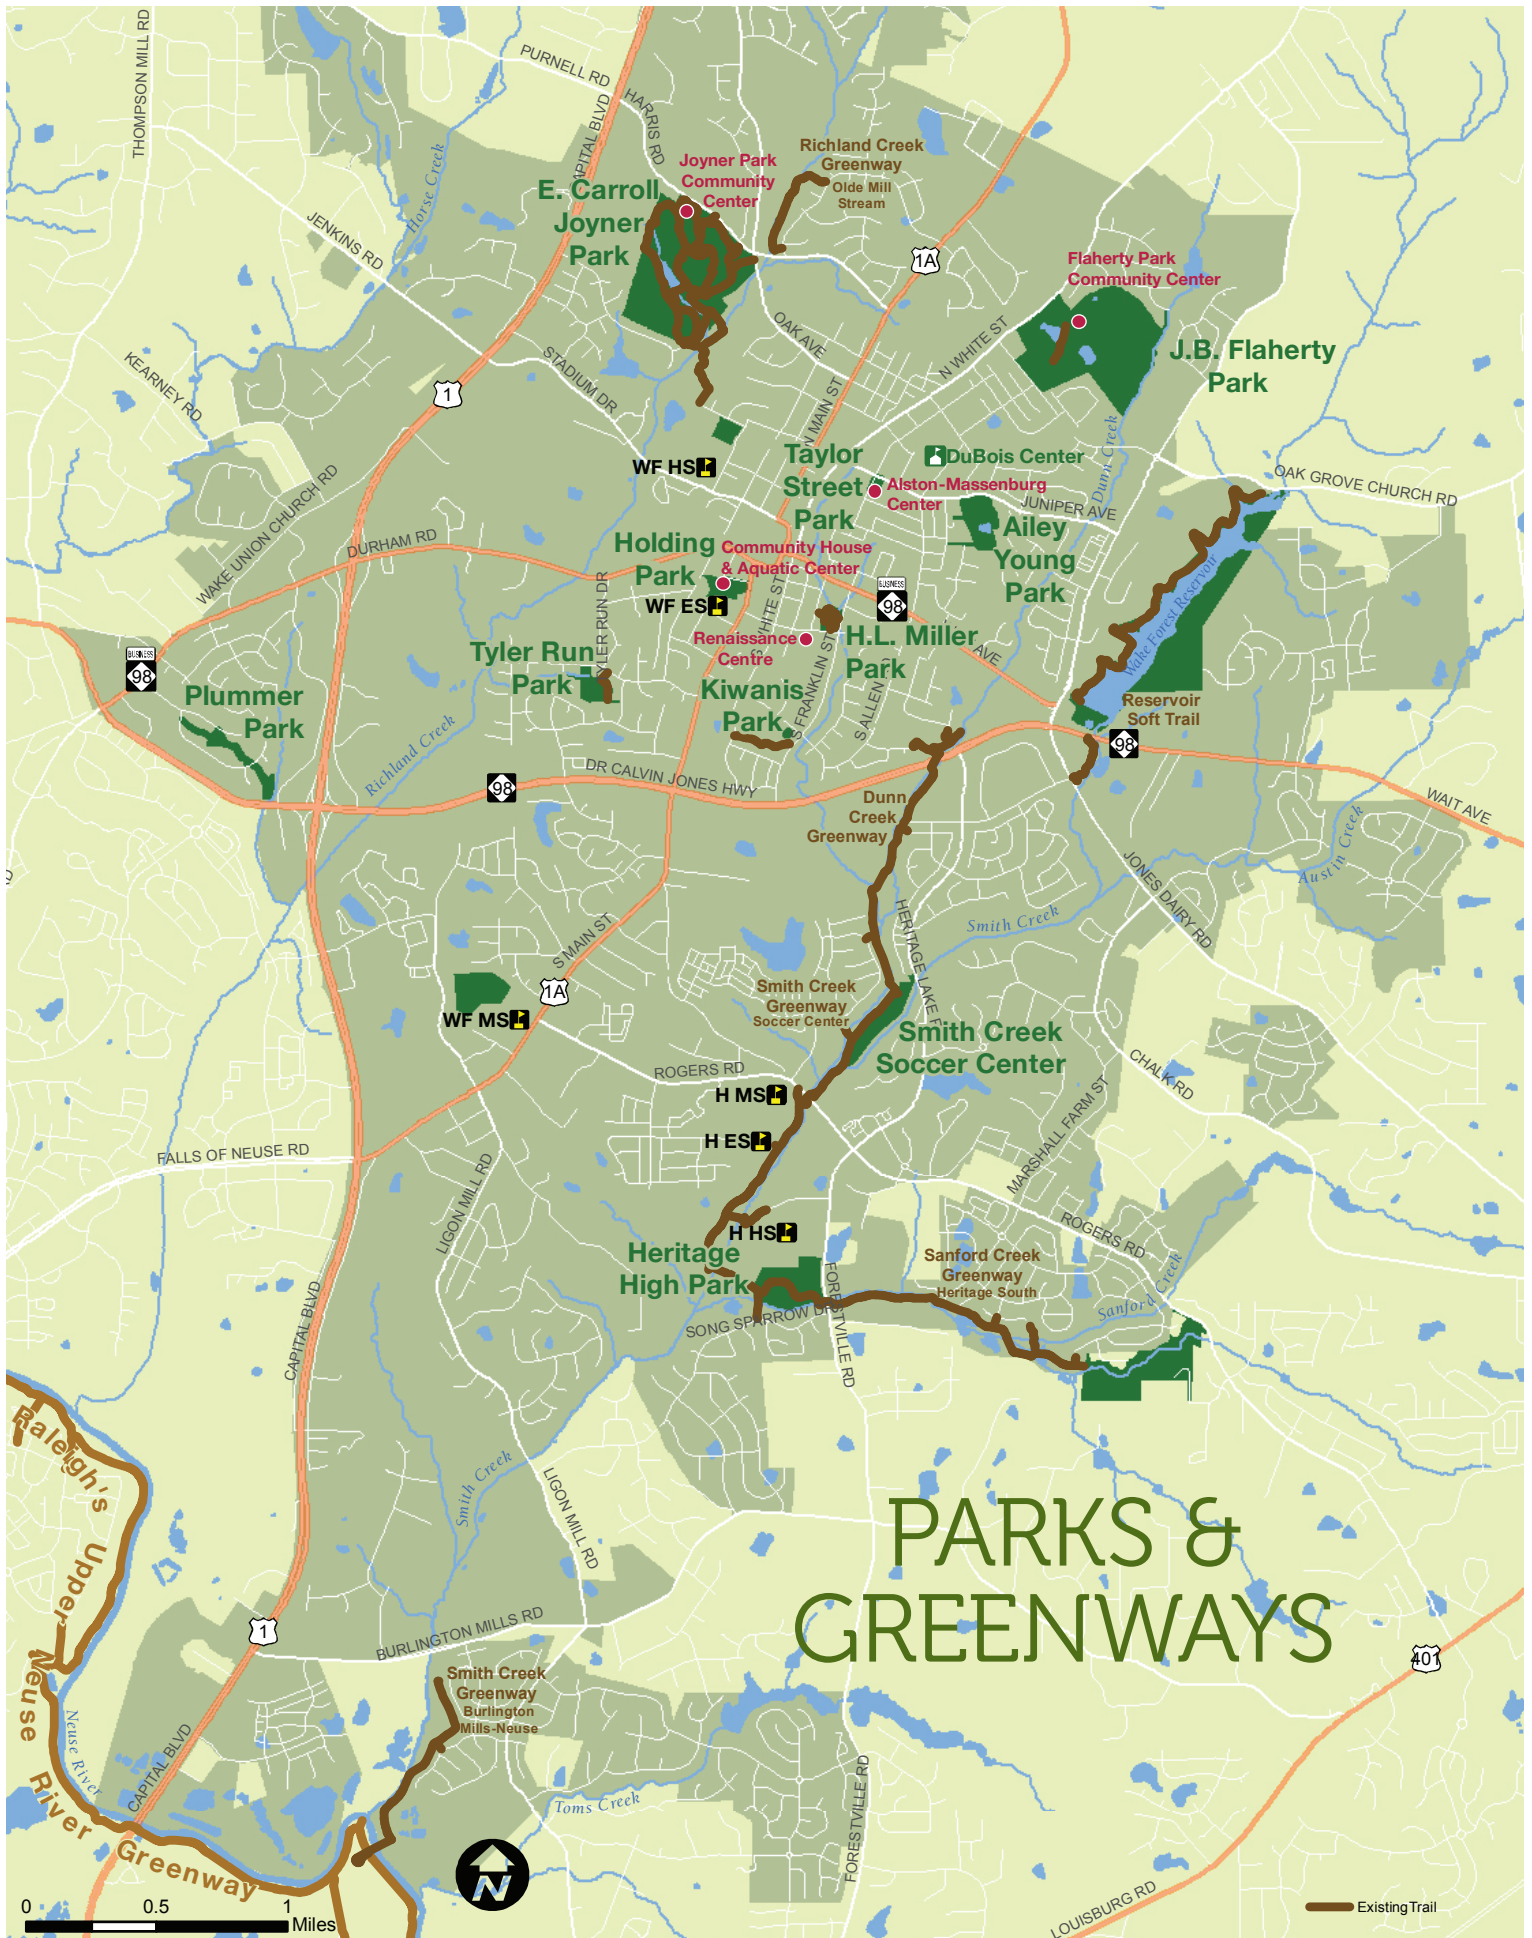 THOMPSON MILL RD
PURNELL RD
HARRIS RD
CAPITAL BLVD
Horse Creek
JENKINS RD
Richland Creek
Greenway
Olde Mill
Stream
Joyner Park
Community
Center
E. Carroll
Joyner
Park
1A
Flaherty Park
Community Center
J.B. Flaherty
Park
OAK AVE
N WHITE ST
STADIUM DR
KEARNEY RD
1
N MAIN ST
Dunn Creek
WF HS
Taylor
Street
Park
DuBois Center
Alston-Massenburg
Center
JUNIPER AVE
OAK GROVE CHURCH RD
WAKE UNION CHURCH RD
DURHAM RD
Holding
Park
Community House
& Aquatic Center
Ailey
Young
Park
WF ES
BUSINESS
98
TYLER RUN DR
S WHITE ST
Wake Forest Reservoir
Renaissance
Centre
H.L. Miller
Park
AVE
Tyler Run
Park
BUSINESS
98
Plummer
Park
Kiwanis
Park
S FRANKLIN ST
S ALLEN
Reservoir
Soft Trail
98
Richland Creek
98
DR CALVIN JONES HWY
WAIT AVE
Dunn
Creek
Greenway
JONES DAIRY RD
Austin Creek
HERITAGE LAKE R
Smith Creek
S MAIN ST
1A
WF MS
Smith Creek
Greenway
Soccer Center
Smith Creek
Soccer Center
ROGERS RD
CHALK RD
H MS
MARSHALL FARM ST
H ES
FALLS OF NEUSE RD
LIGON MILL RD
ROGERS RD
H HS
Heritage
High Park
Sanford Creek
Greenway
Heritage South
Sanford Creek
SONG SPARROW D
FORESTVILLE RD
CAPITAL BLVD
Raleigh's
Upper
Neuse
River
Greenway
Smith Creek
LIGON MILL RD
PARKS &
GREENWAYS
1
BURLINGTON MILLS RD
401
Smith Creek
Greenway
Burlington
Mills-Neuse
Neuse River
CAPITAL BLVD
Toms Creek
FORESTVILLE RD
LOUISBURG RD
N
0 0.5 1
Miles
Existing Trail